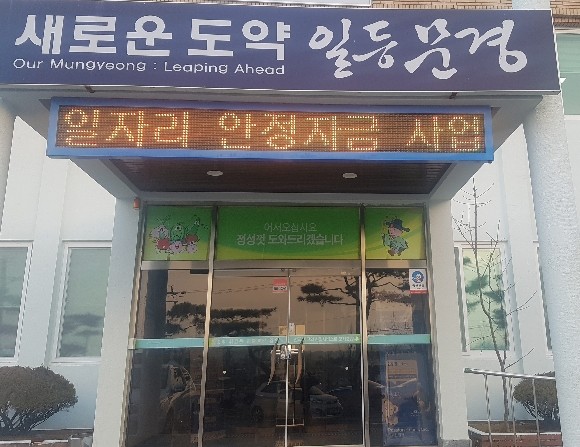 새로운 도약 일등 문경
Our Mungyeong : Leaping Ahead
일자리 안정자금 사업
어서오십시오
정성껏 도와드리겠습니다